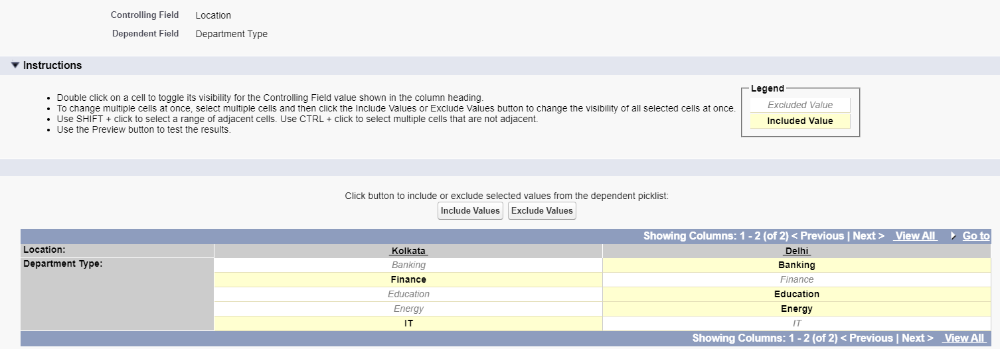 Controlling Field Location
Dependent Field Department Type
Instructions
Double click on a cell to toggle its visibility for the Controlling Field value shown in the column heading.
To change multiple cells at once, select multiple cells and then click the Include Values or Exclude Values button to change the visibility of all selected cells at once.
Use SHIFT + click to select a range of adjacent cells. Use CTRL + click to select multiple cells that are not adjacent.
Use the Preview button to test the results.
Legend
Excluded Value
Included Value
Click button to include or exclude selected values from the dependent picklist:
Include Values Exclude Values
Showing Columns: 1 - 2 (of 2) < Previous | Next > View All Go to
Location: Kolkata Delhi
Department Type: Banking Banking
Finance Finance
Education Education
Energy Energy
IT IT
Showing Columns: 1 - 2 (of 2) < Previous | Next > View All